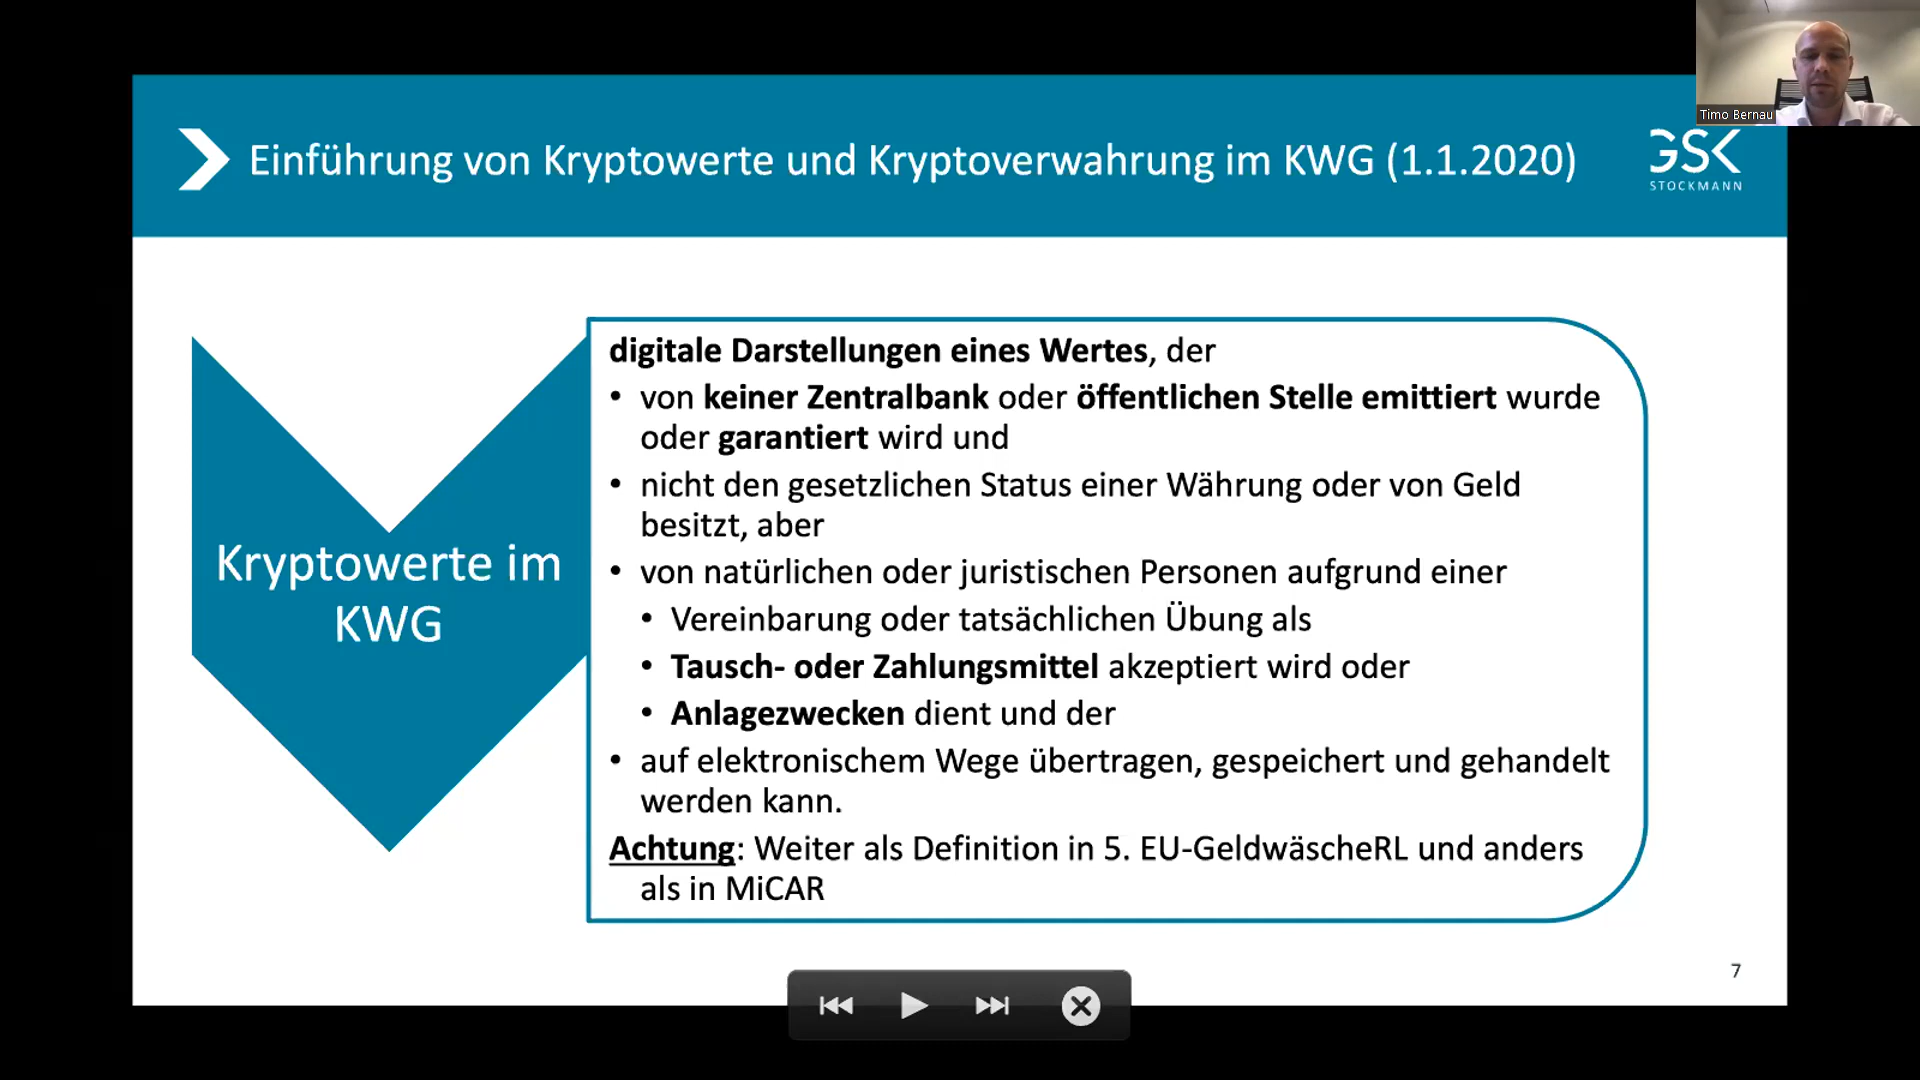 Timo Bernau
Einführung von Kryptowerte und Kryptoverwahrung im KWG (1.1.2020)
GSK
STOCKMANN
Kryptowerte im
KWG
digitale Darstellungen eines Wertes, der
• von keiner Zentralbank oder öffentlichen Stelle emittiert wurde
oder garantiert wird und
• nicht den gesetzlichen Status einer Währung oder von Geld
besitzt, aber
• von natürlichen oder juristischen Personen aufgrund einer
• Vereinbarung oder tatsächlichen Übung als
• Tausch- oder Zahlungsmittel akzeptiert wird oder
• Anlagezwecken dient und der
• auf elektronischem Wege übertragen, gespeichert und gehandelt
werden kann.
Achtung: Weiter als Definition in 5. EU-GeldwäscheRL und anders
als in MiCAR
7